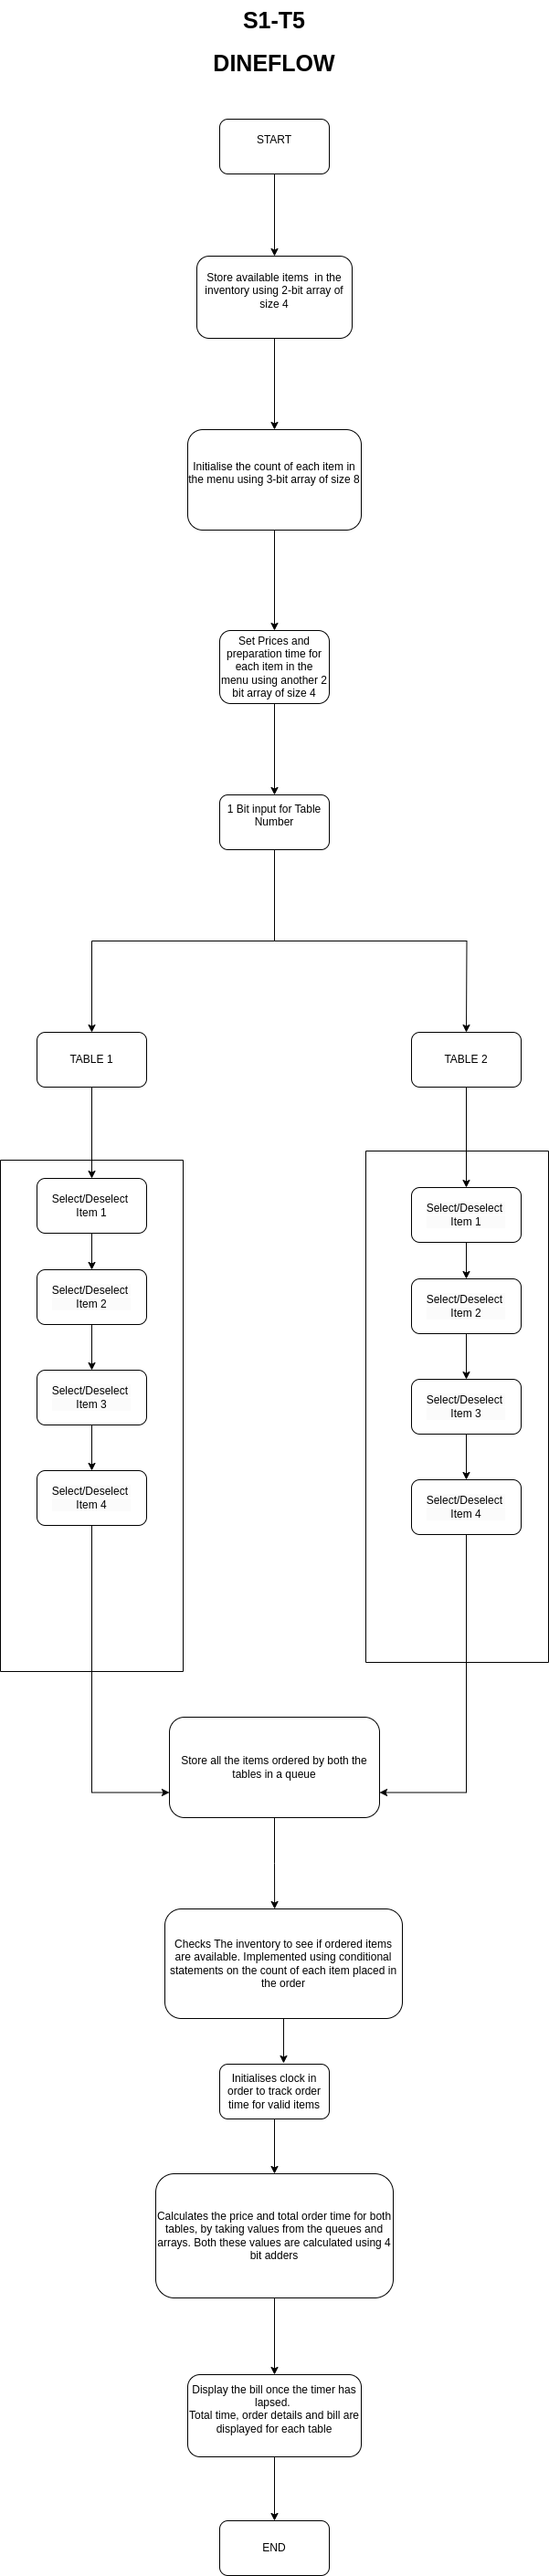 S1-T5
DINEFLOW
START
Store available items in the
inventory using 2-bit array of
size 4
Initialise the count of each item in
the menu using 3-bit array of size 8
Set Prices and
preparation time for
each item in the
menu using another 2
bit array of size 4
1 Bit input for Table
Number
TABLE 1
TABLE 2
Select/Deselect
Item 1
Select/Deselect
Item 2
Select/Deselect
Item 3
Select/Deselect
Item 4
Select/Deselect
Item 1
Select/Deselect
Item 2
Select/Deselect
Item 3
Select/Deselect
Item 4
Store all the items ordered by both the
tables in a queue
Checks The inventory to see if ordered items
are available. Implemented using conditional
statements on the count of each item placed in
the order
Initialises clock in
order to track order
time for valid items
Calculates the price and total order time for both
tables, by taking values from the queues and
arrays. Both these values are calculated using 4
bit adders
Display the bill once the timer has
lapsed.
Total time, order details and bill are
displayed for each table
END